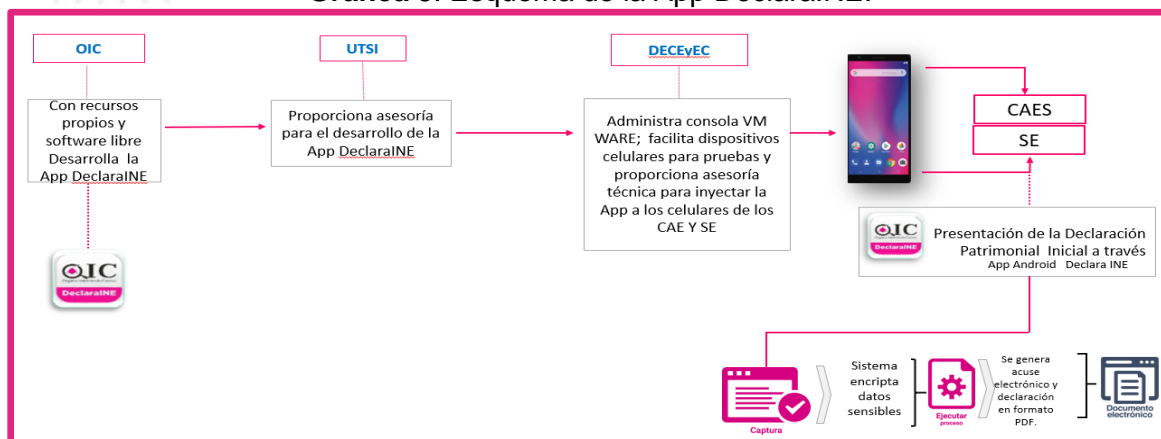 OIC
UTSI
DECEyEC
Con recursos
propios y
software libre
Desarrolla la
App DeclaraINE
Proporciona asesoría
para el desarrollo de la
App DeclaraINE
Administra consola VM
WARE; facilita dispositivos
celulares para pruebas y
proporciona asesoría
técnica para inyectar la
App a los celulares de los
CAE Y SE
CAES
SE
OIC
DeclaraINE
OIC
DeclaraINE
Presentación de la Declaración
Patrimonial Inicial a través
App Android Declara INE
Captura
Sistema
encripta
datos
sensibles
Ejecutar
proceso
Se genera
acuse
electrónico y
declaración
en formato
PDF.
Documento
electrónico